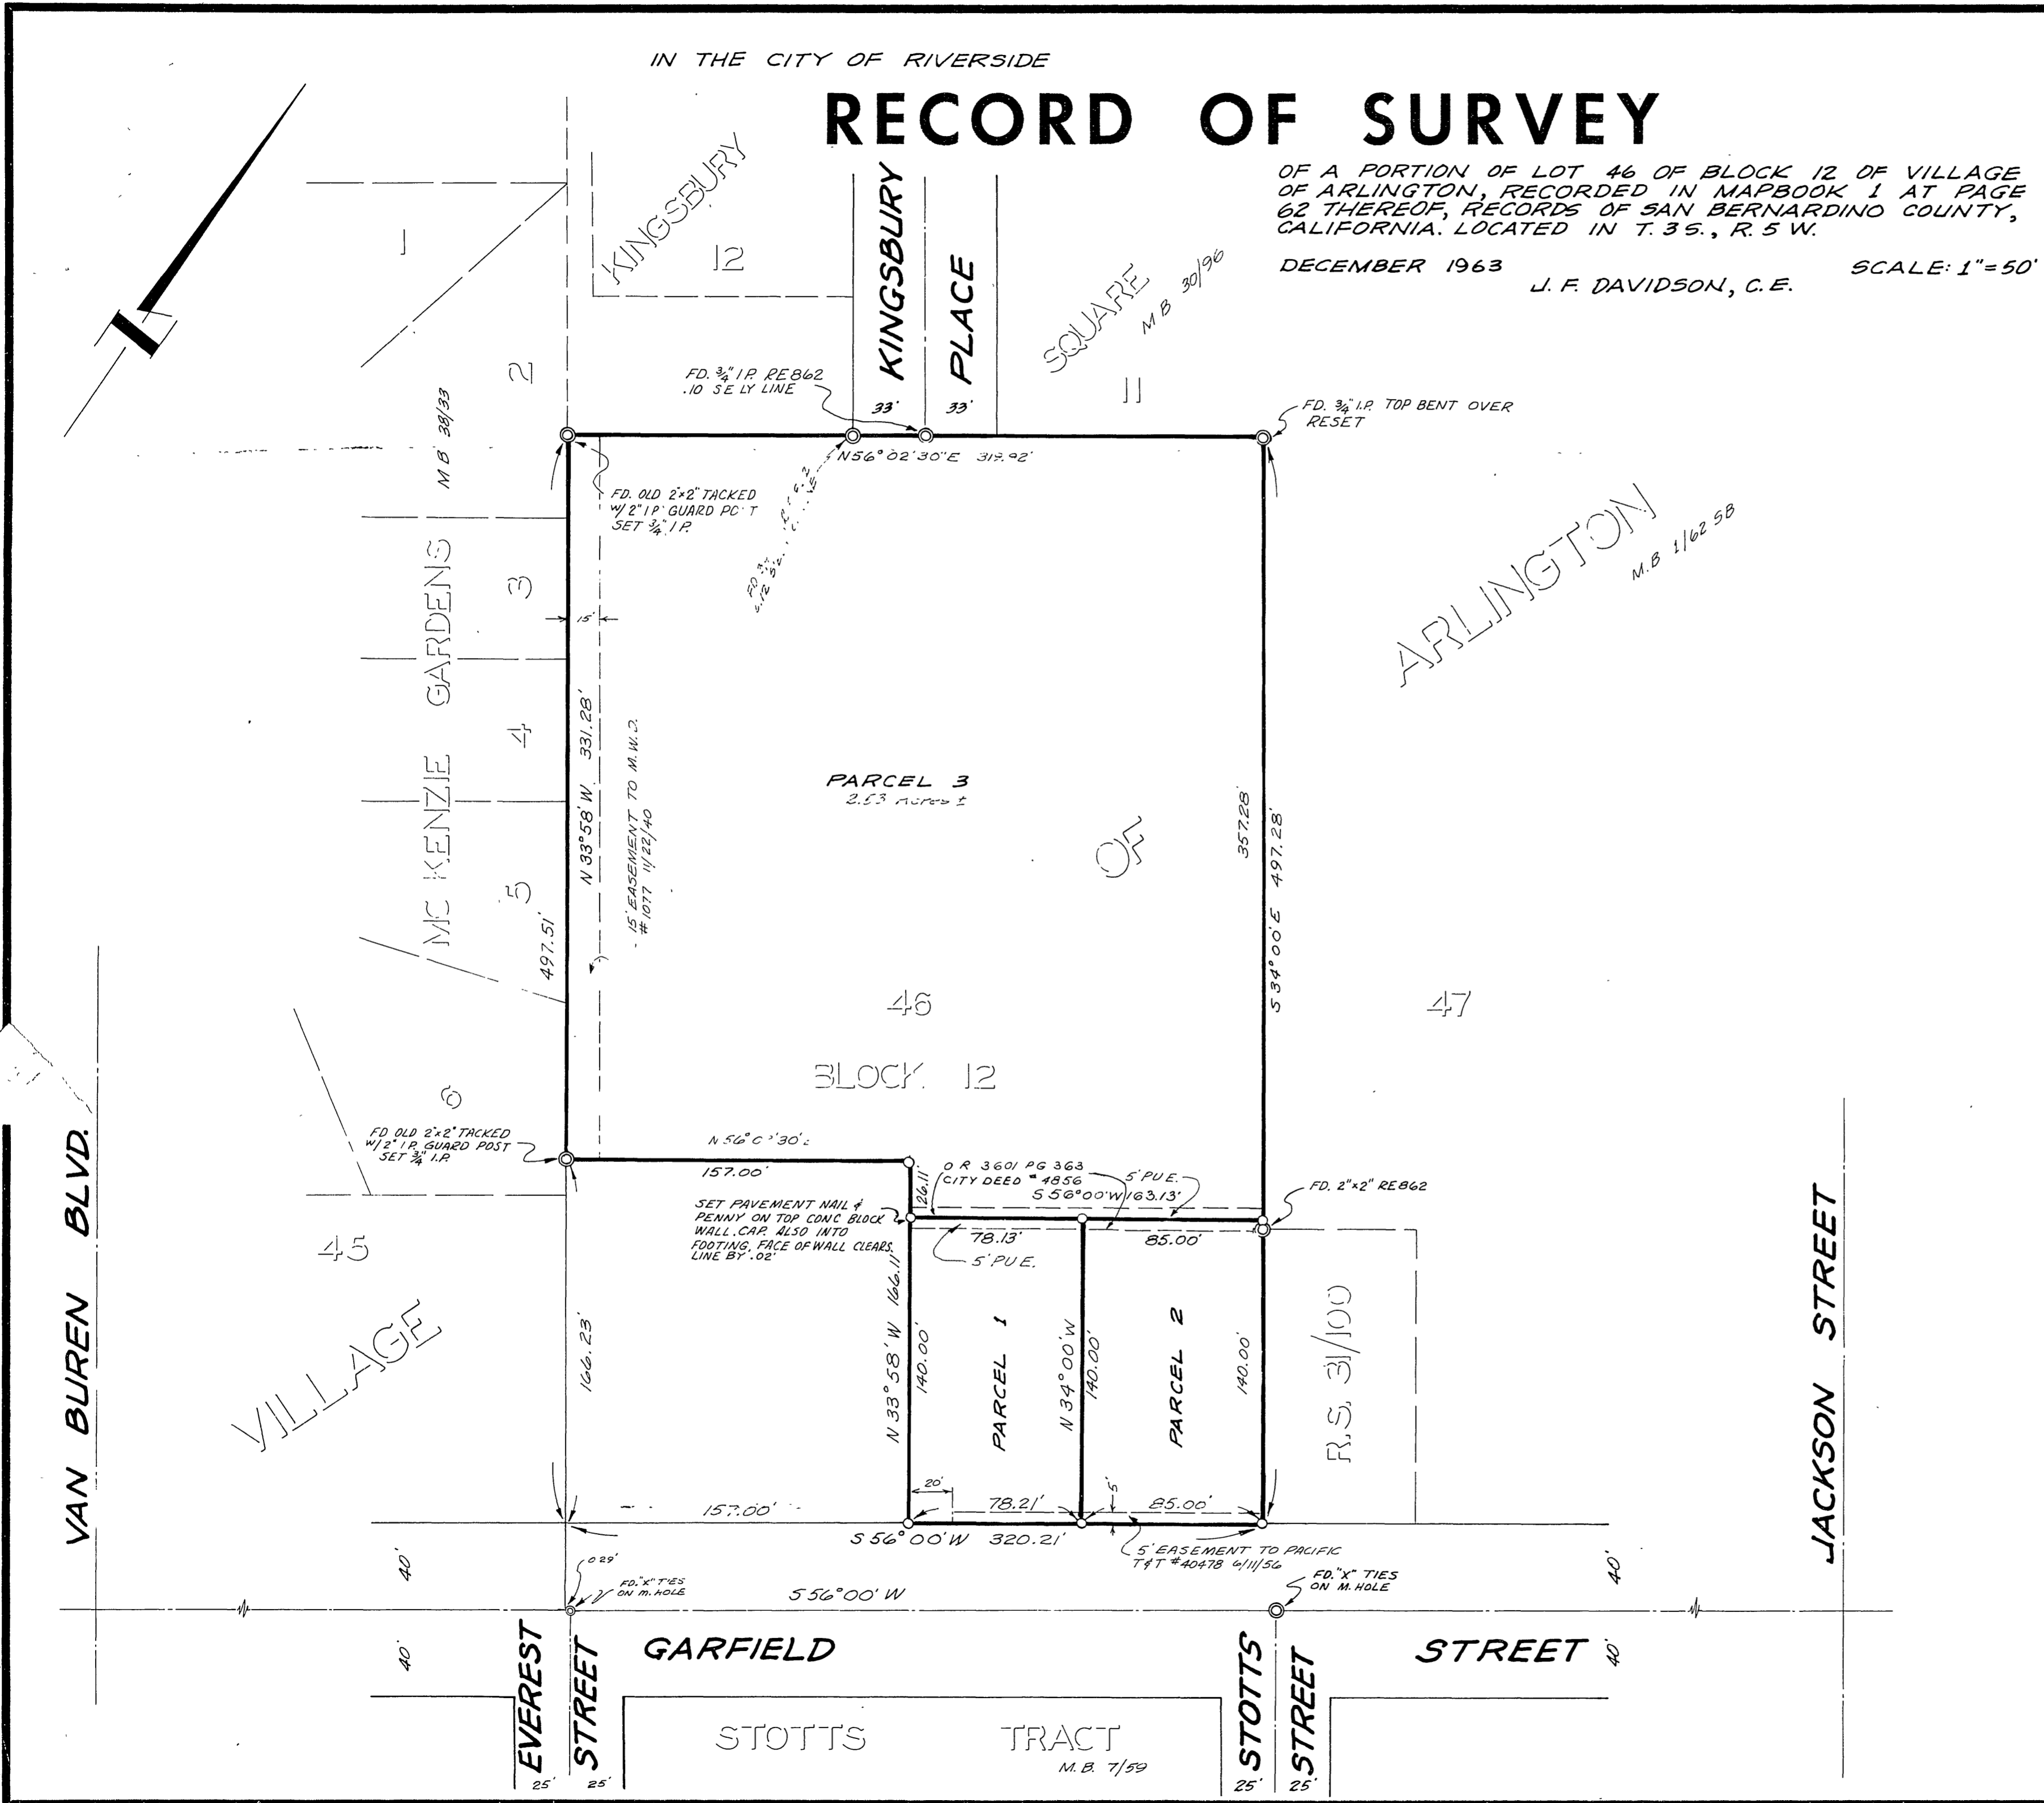 IN THE CITY OF RIVERSIDE
RECORD OF SURVEY
OF A PORTION OF LOT 46 OF BLOCK 12 OF VILLAGE
OF ARLINGTON, RECORDED IN MAPBOOK 1 AT PAGE
62 THEREOF, RECORDS OF SAN BERNARDINO COUNTY,
CALIFORNIA. LOCATED IN T. 3 S., R. 5 W.
DECEMBER 1963
SCALE: 1"=50'
J. F. DAVIDSON, C.E.
KINGSBURY
SQUARE
M B 30/96
1
12
11
KINGSBURY
PLACE
33'
33'
2
FD. 3/4" I.P. RE862
.10 SE LY LINE
FD. 3/4" I.P. TOP BENT OVER
RESET
N56°02'30"E 319.92'
M B 38/33
FD. OLD 2"x2" TACKED
W/ 2" I.P. GUARD
SET 3/4" I.P.
FD 3/4"
15'
MC KENZIE GARDENS
3
4
5
6
N 33°58' W. 331.28'
497.51'
15' EASEMENT TO M.W.D.
#1077 11/22/40
PARCEL 3
Acres ±
VILLAGE
OF
ARLINGTON
M.B 1/62 SB
357.28'
S 34°00' E 497.28'
46
BLOCK 12
47
45
FD OLD 2"x2" TACKED
W/ 2" I.P. GUARD POST
SET 3/4" I.P.
N 56°
157.00'
26.11'
O R 3601 PG 363
CITY DEED #4856
5' P U E.
S 56°00' W 163.13'
FD. 2"x2" RE862
SET PAVEMENT NAIL &
PENNY ON TOP CONC BLOCK
WALL. CAP. ALSO INTO
FOOTING. FACE OF WALL CLEARS
LINE BY .02'
78.13'
85.00'
5' P U E.
166.23'
N 33°58' W 166.11'
140.00'
PARCEL 1
N 34°00' W
140.00'
PARCEL 2
140.00'
R.S. 31/100
20'
5'
157.00'
78.21'
85.00'
S 56°00' W 320.21'
5' EASEMENT TO PACIFIC
T&T #40478 6/11/56
VAN BUREN BLVD.
JACKSON STREET
40'
40'
0.29'
FD. "X" TIES
ON M. HOLE
S 56°00' W
FD. "X" TIES
ON M. HOLE
GARFIELD STREET
40'
40'
EVEREST
STREET
25'
25'
STOTTS TRACT
M.B. 7/59
STOTTS
STREET
25'
25'